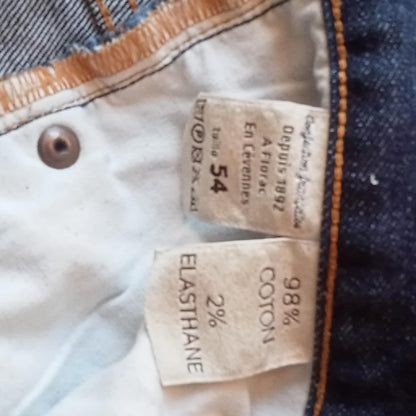 Confection française
Depuis 1892
A Florac
En Cévennes
Taille 54
98%
COTON
2%
ELASTHANE